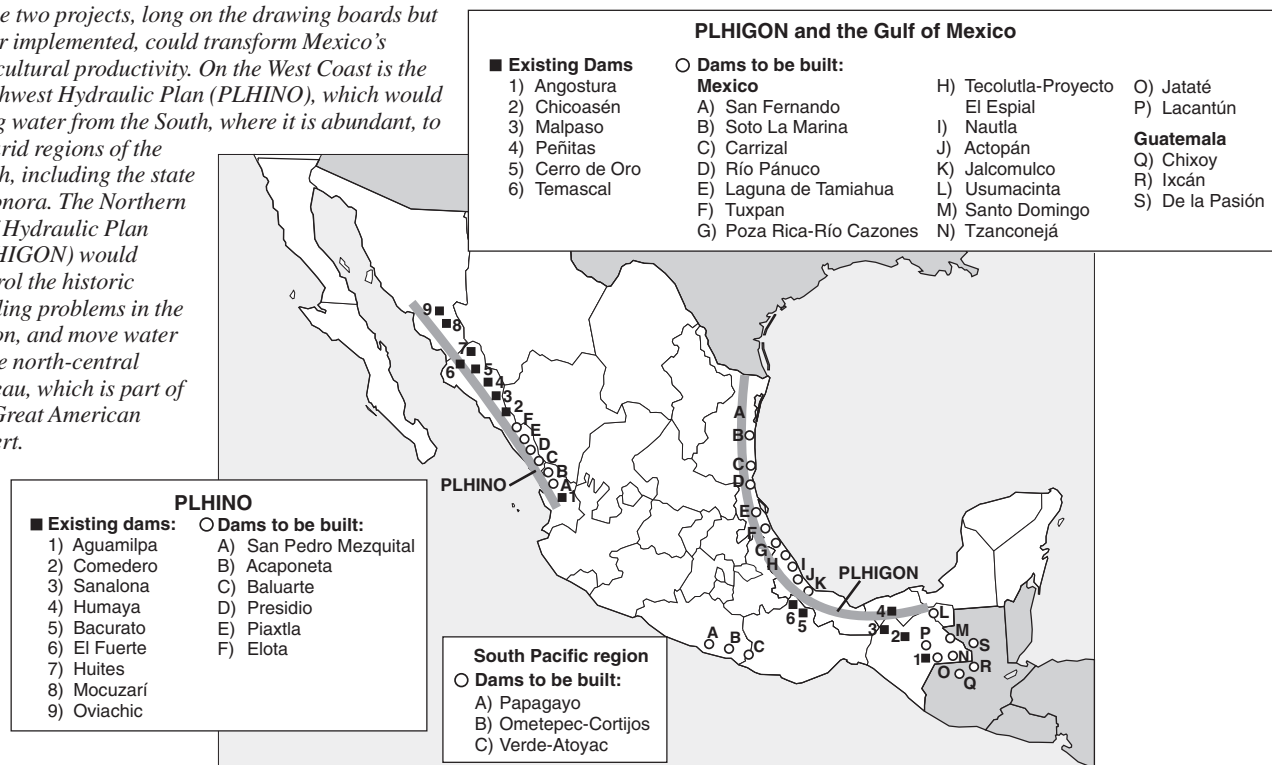 e two projects, long on the drawing boards but
r implemented, could transform Mexico's
cultural productivity. On the West Coast is the
hwest Hydraulic Plan (PLHINO), which would
g water from the South, where it is abundant, to
arid regions of the
h, including the state
onora. The Northern
Hydraulic Plan
HIGON) would
rol the historic
ding problems in the
on, and move water
e north-central
eau, which is part of
Great American
ert.
PLHIGON and the Gulf of Mexico
■ Existing Dams
1) Angostura
2) Chicoasén
3) Malpaso
4) Peñitas
5) Cerro de Oro
6) Temascal
○ Dams to be built:
Mexico
A) San Fernando
B) Soto La Marina
C) Carrizal
D) Río Pánuco
E) Laguna de Tamiahua
F) Tuxpan
G) Poza Rica-Río Cazones
H) Tecolutla-Proyecto
El Espial
I) Nautla
J) Actopán
K) Jalcomulco
L) Usumacinta
M) Santo Domingo
N) Tzanconejá
O) Jataté
P) Lacantún
Guatemala
Q) Chixoy
R) Ixcán
S) De la Pasión
9
8
7
6
5
4
3
2
F
E
D
C
B
A
1
PLHINO
A
B
C
D
E
F
G
H
I
J
K
PLHIGON
6
5
4
3
2
1
L
P
M
S
N
O
R
Q
A
B
C
PLHINO
■ Existing dams:
1) Aguamilpa
2) Comedero
3) Sanalona
4) Humaya
5) Bacurato
6) El Fuerte
7) Huites
8) Mocuzarí
9) Oviachic
○ Dams to be built:
A) San Pedro Mezquital
B) Acaponeta
C) Baluarte
D) Presidio
E) Piaxtla
F) Elota
South Pacific region
○ Dams to be built:
A) Papagayo
B) Ometepec-Cortijos
C) Verde-Atoyac